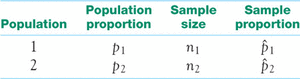 Population Population proportion Sample size Sample proportion
1 p1 n1 p̂1
2 p2 n2 p̂2